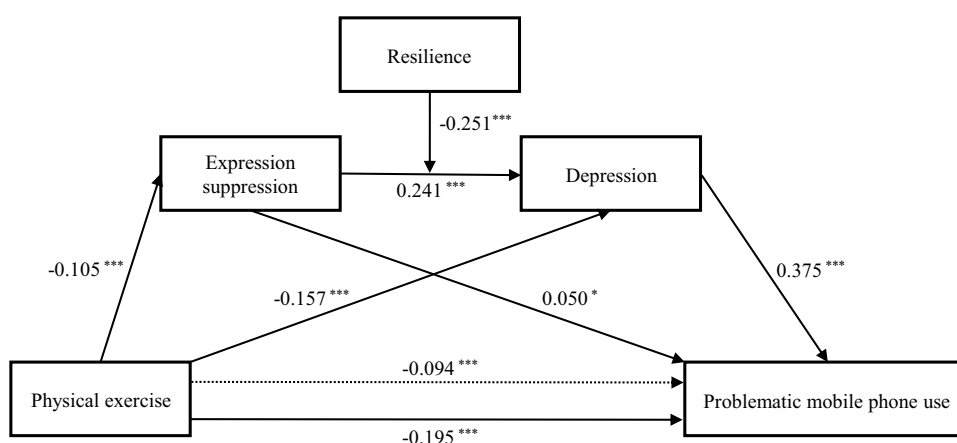 Resilience
-0.251***
Expression
suppression
Depression
0.241***
-0.105***
-0.157***
0.050*
0.375***
-0.094***
Physical exercise
Problematic mobile phone use
-0.195***